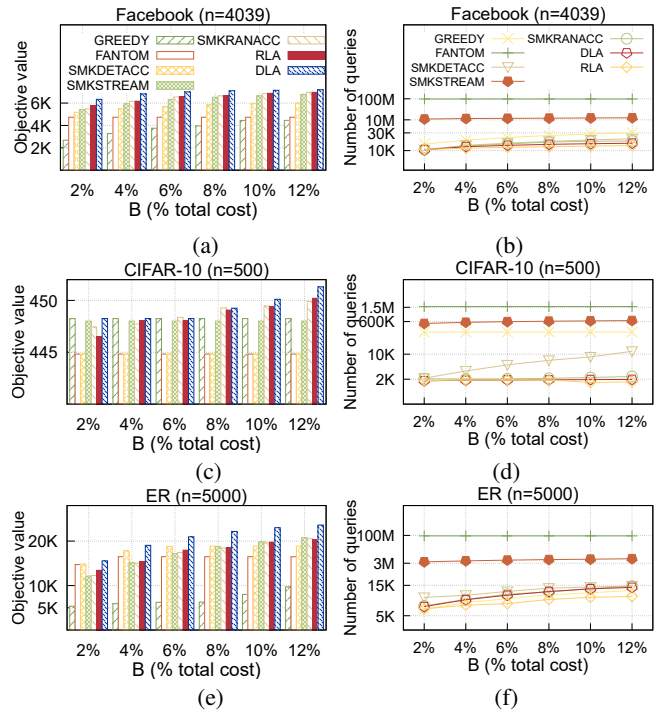 Facebook (n=4039)
Objective value
GREEDY
FANTOM
SMKDETACC
SMKSTREAM
SMKRANACC
RLA
DLA
6K
4K
2K
2% 4% 6% 8% 10% 12%
B (% total cost)
(a)
Facebook (n=4039)
Number of queries
GREEDY
FANTOM
SMKDETACC
SMKSTREAM
SMKRANACC
DLA
RLA
100M
10M
30K
10K
2% 4% 6% 8% 10% 12%
B (% total cost)
(b)
CIFAR-10 (n=500)
Objective value
450
445
2% 4% 6% 8% 10% 12%
B (% total cost)
(c)
CIFAR-10 (n=500)
Number of queries
1.5M
600K
10K
2K
2% 4% 6% 8% 10% 12%
B (% total cost)
(d)
ER (n=5000)
Objective value
20K
10K
5K
2% 4% 6% 8% 10% 12%
B (% total cost)
(e)
ER (n=5000)
Number of queries
100M
3M
15K
5K
2% 4% 6% 8% 10% 12%
B (% total cost)
(f)